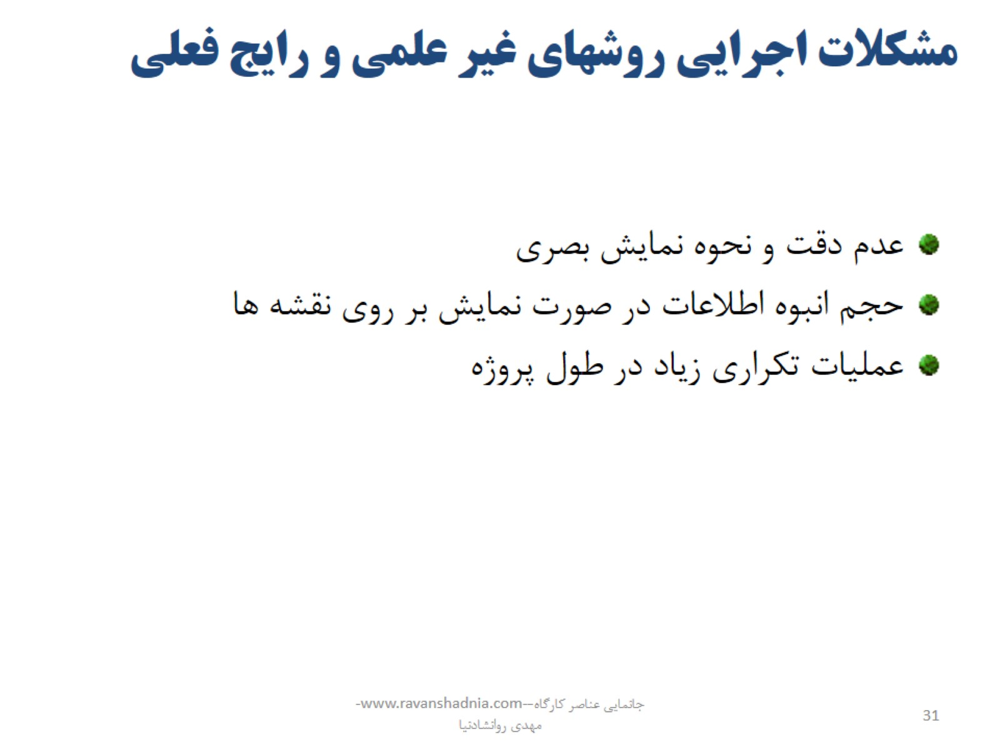 مشکلات اجرایی روشهای غیر علمی و رایج فعلی
عدم دقت و نحوه نمایش بصری
حجم انبوه اطلاعات در صورت نمایش بر روی نقشه ها
عملیات تکراری زیاد در طول پروژه
جانمایی عناصر کارگاه--www.ravanshadnia.com-
مهدی روانشادنیا
31